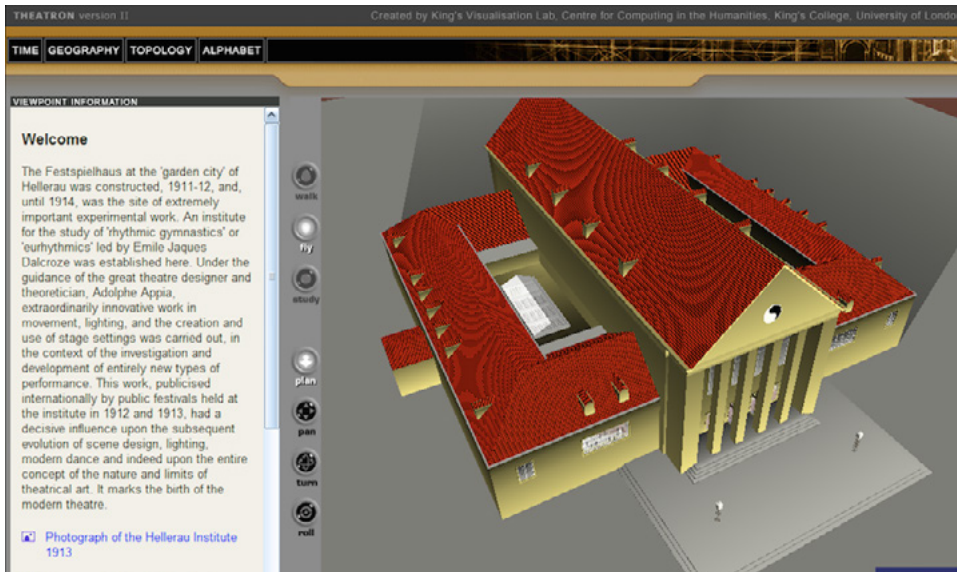 THEATRON version II
Created by King's Visualisation Lab, Centre for Computing in the Humanities, King's College, University of Londo
TIME GEOGRAPHY TOPOLOGY ALPHABET
VIEWPOINT INFORMATION
Welcome
The Festspielhaus at the 'garden city' of
Hellerau was constructed, 1911-12, and,
until 1914, was the site of extremely
important experimental work. An institute
for the study of 'rhythmic gymnastics' or
'eurhythmics' led by Emile Jaques
Dalcroze was established here. Under the
guidance of the great theatre designer and
theoretician, Adolphe Appia,
extraordinarily innovative work in
movement, lighting, and the creation and
use of stage settings was carried out, in
the context of the investigation and
development of entirely new types of
performance. This work, publicised
internationally by public festivals held at
the institute in 1912 and 1913, had a
decisive influence upon the subsequent
evolution of scene design, lighting,
modern dance and indeed upon the entire
concept of the nature and limits of
theatrical art. It marks the birth of the
modern theatre.
Photograph of the Hellerau Institute
1913
walk
fly
study
plan
pan
turn
roll